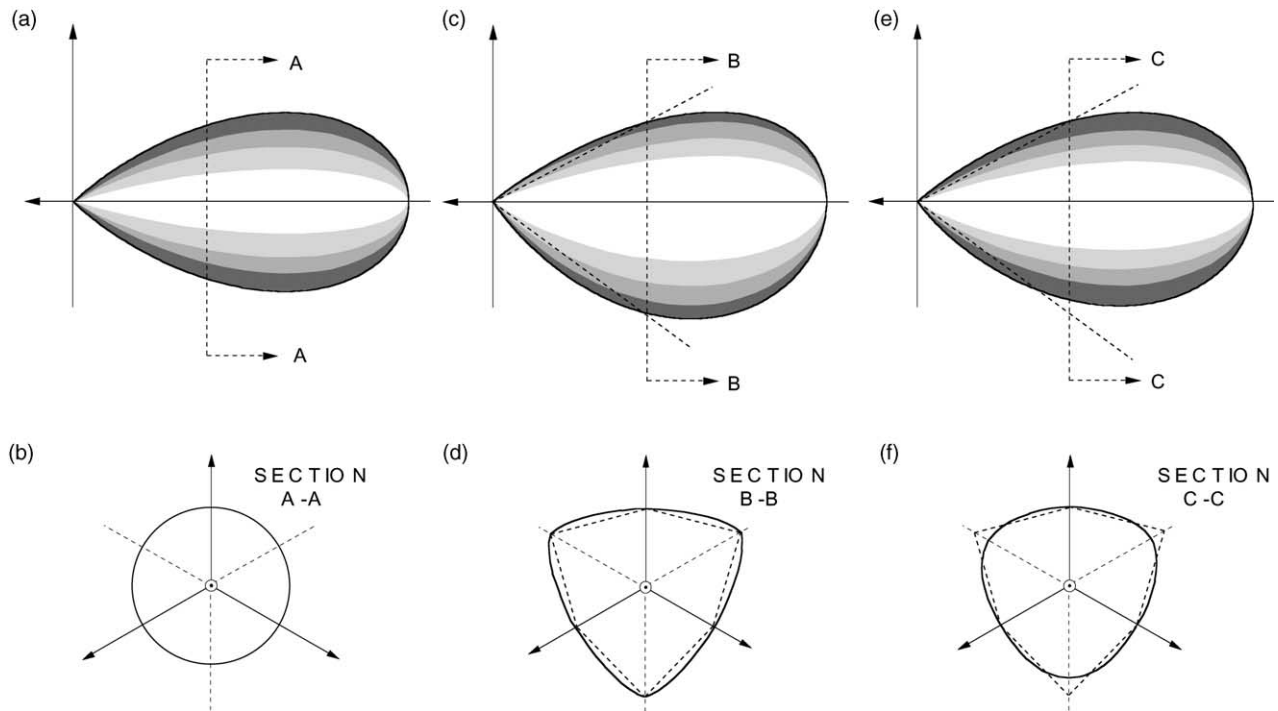 (a)
A
A
(c)
B
B
(e)
C
C
(b)
SECTION
A-A
(d)
SECTION
B-B
(f)
SECTION
C-C